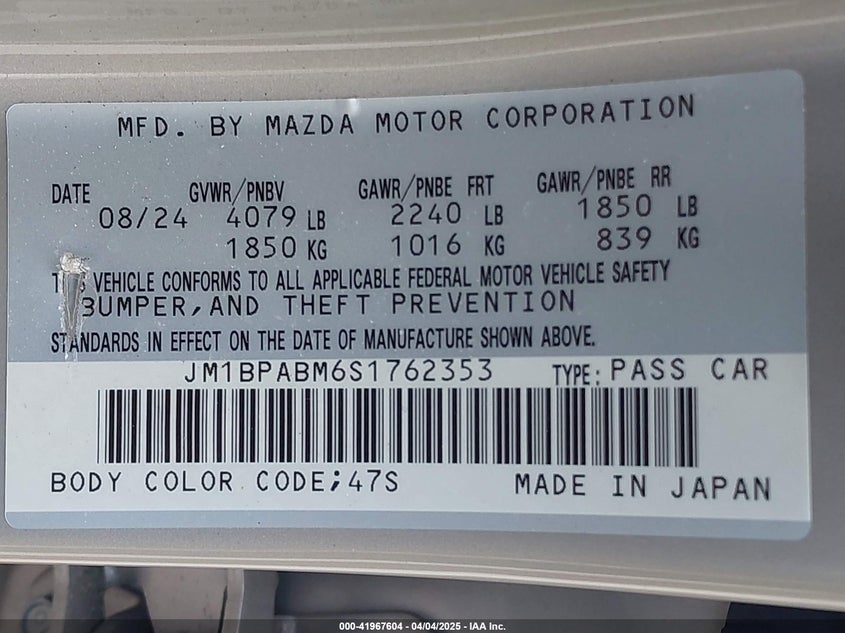 MFD. BY MAZDA MOTOR CORPORATION
DATE GVWR/PNBV GAWR/PNBE FRT GAWR/PNBE RR
08/24 4079 LB 2240 LB 1850 LB
1850 KG 1016 KG 839 KG
VEHICLE CONFORMS TO ALL APPLICABLE FEDERAL MOTOR VEHICLE SAFETY
BUMPER,AND THEFT PREVENTION
STANDARDS IN EFFECT ON THE DATE OF MANUFACTURE SHOWN ABOVE.
JM1BPABM6S1762353 TYPE: PASS CAR
BODY COLOR CODE;47S MADE IN JAPAN
000-41967604 - 04/04/2025 - IAA Inc.